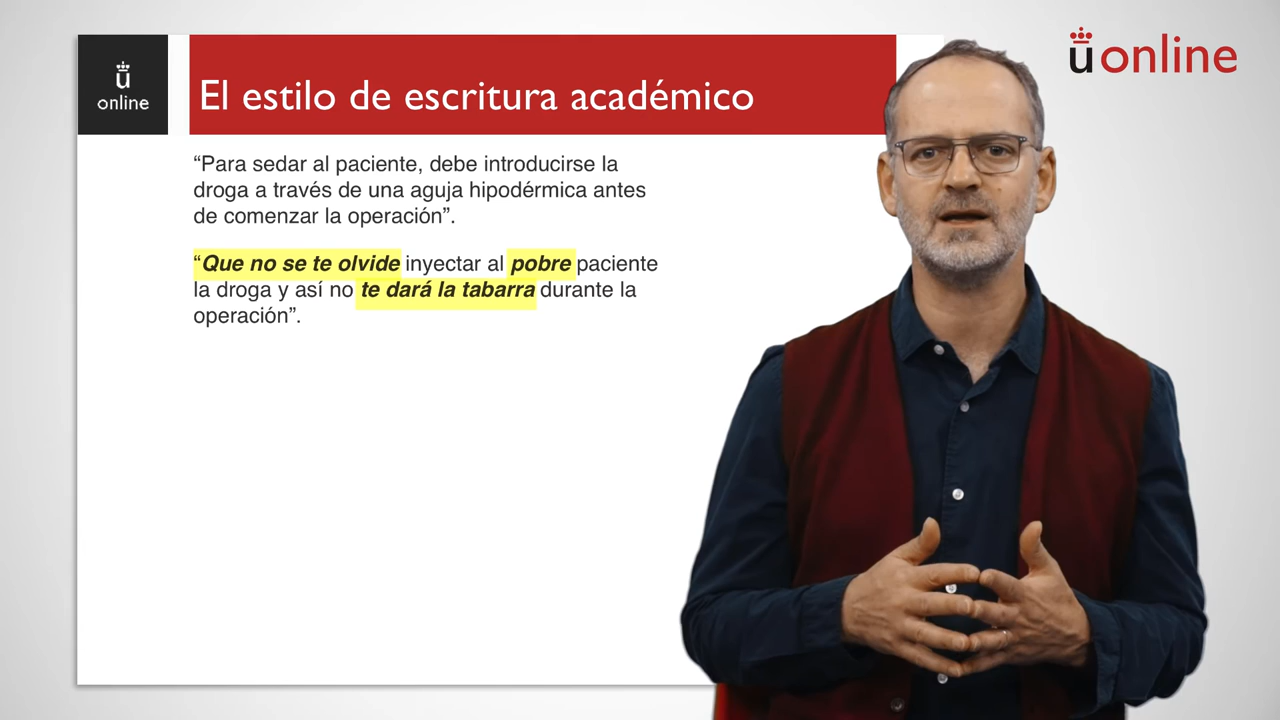 ü online
ü
online
El estilo de escritura académico
“Para sedar al paciente, debe introducirse la
droga a través de una aguja hipodérmica antes
de comenzar la operación”.
“Que no se te olvide inyectar al pobre paciente
la droga y así no te dará la tabarra durante la
operación”.